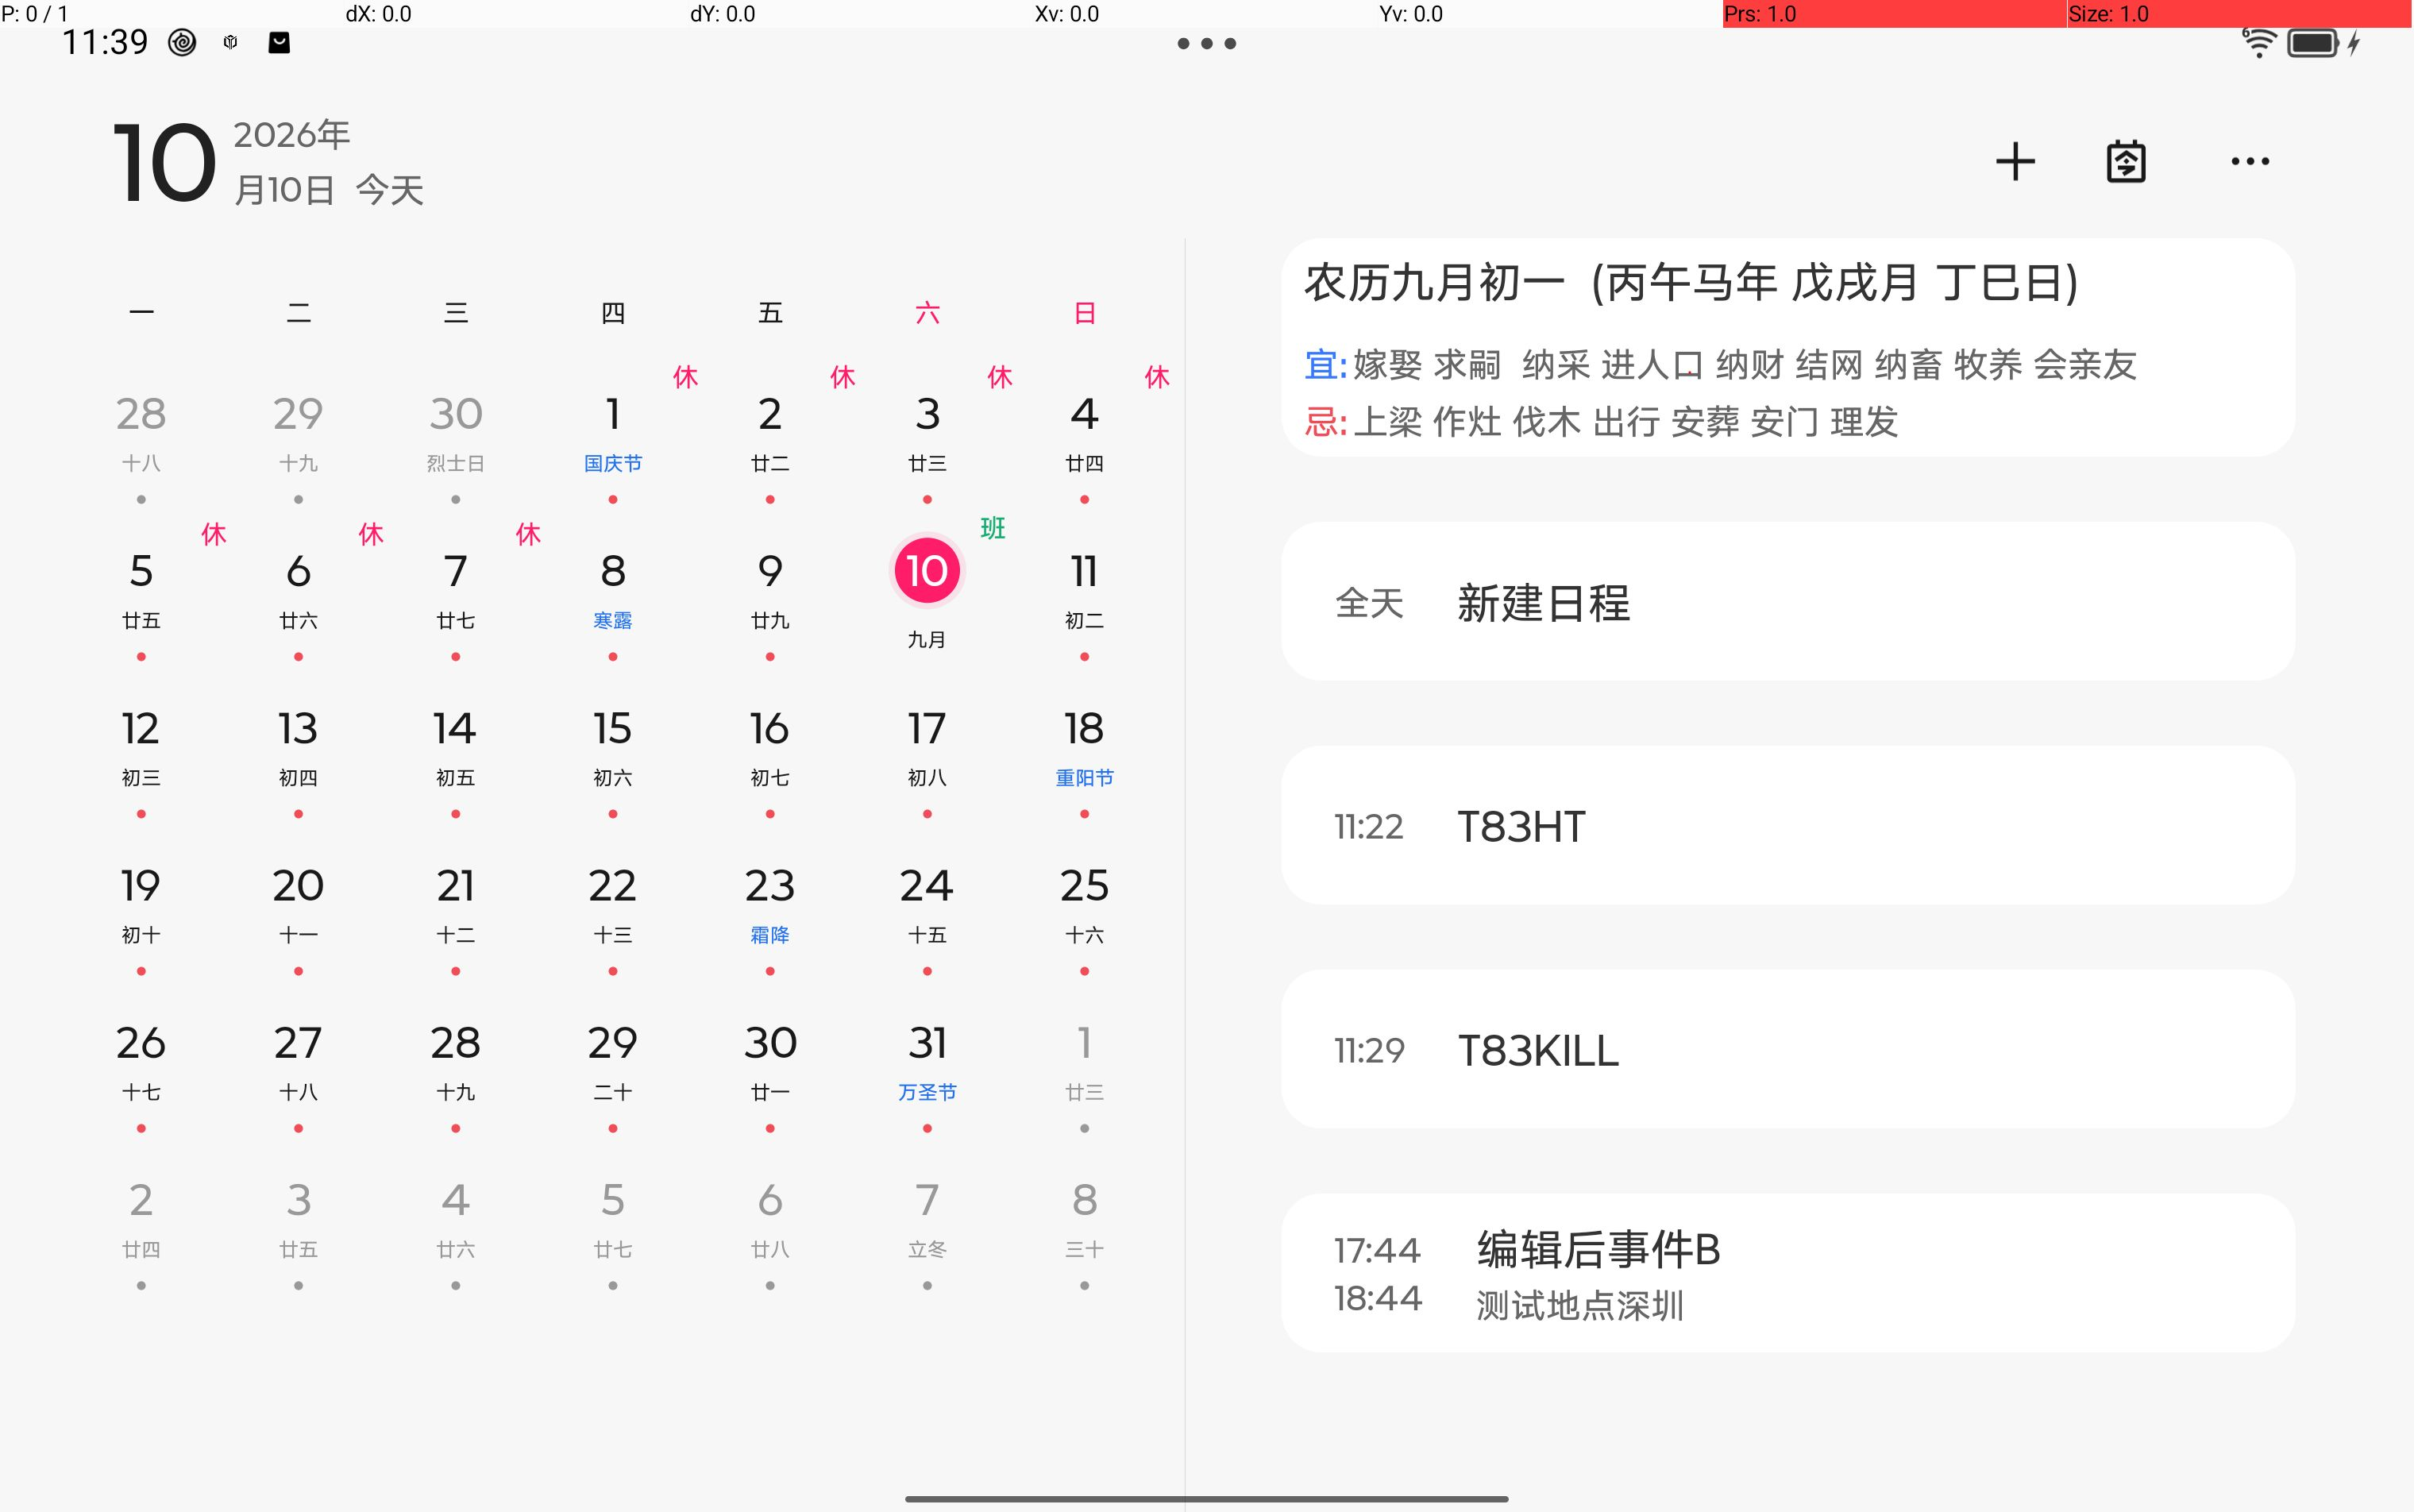 P: 0 / 1 dX: 0.0 dY: 0.0 Xv: 0.0 Yv: 0.0 Prs: 1.0 Size: 1.0
11:39
10 2026年
月10日 今天
一 二 三 四 五 六 日
休 休 休 休
28 29 30 1 2 3 4
十八 十九 烈士日 国庆节 廿二 廿三 廿四
休 休 休 班
5 6 7 8 9 10 11
廿五 廿六 廿七 寒露 廿九 九月 初二
12 13 14 15 16 17 18
初三 初四 初五 初六 初七 初八 重阳节
19 20 21 22 23 24 25
初十 十一 十二 十三 霜降 十五 十六
26 27 28 29 30 31 1
十七 十八 十九 二十 廿一 万圣节 廿三
2 3 4 5 6 7 8
廿四 廿五 廿六 廿七 廿八 立冬 三十
今
农历九月初一 (丙午马年 戊戌月 丁巳日)
宜: 嫁娶 求嗣 纳采 进人口 纳财 结网 纳畜 牧养 会亲友
忌: 上梁 作灶 伐木 出行 安葬 安门 理发
全天 新建日程
11:22 T83HT
11:29 T83KILL
17:44 编辑后事件B
18:44 测试地点深圳